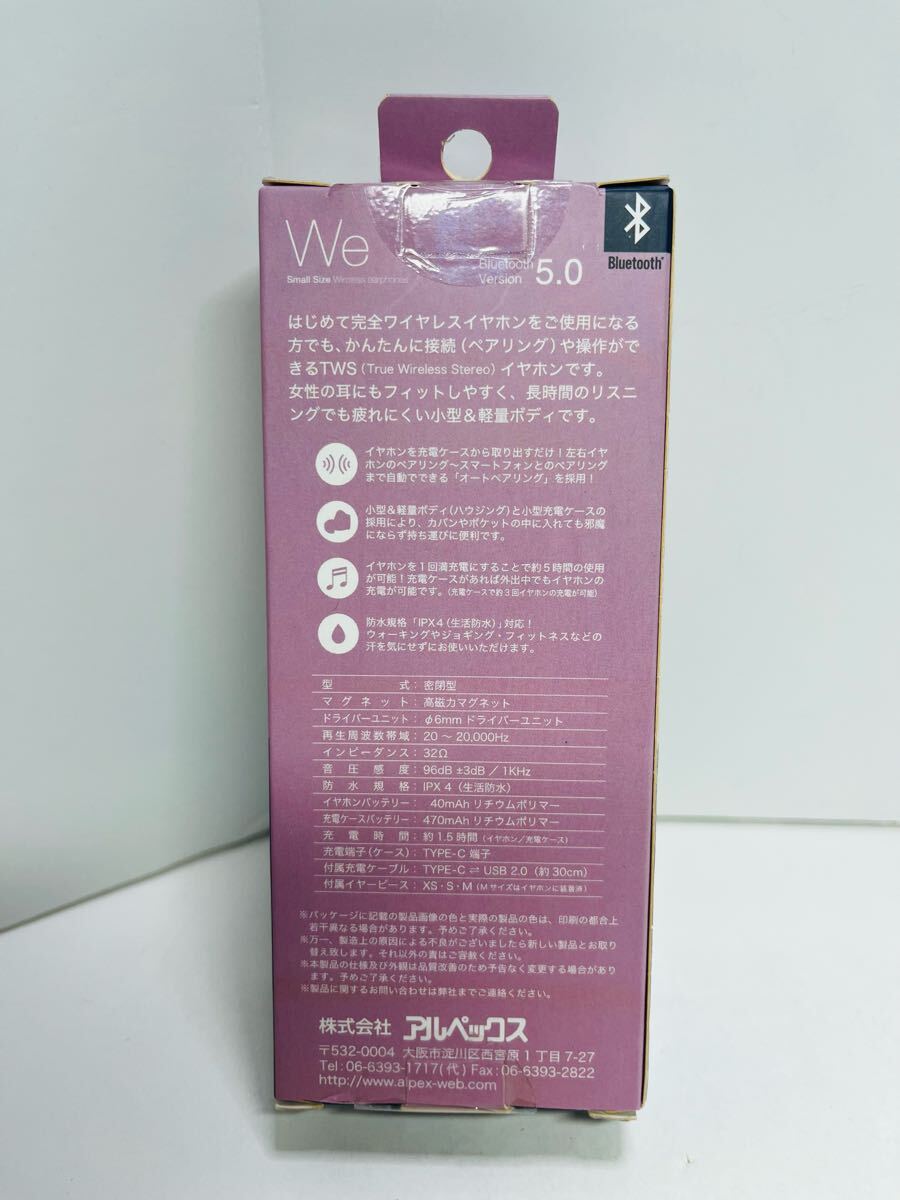 We
Small Size Wireless earphones
Bluetooth
Version 5.0
Bluetooth
はじめて完全ワイヤレスイヤホンをご使用になる
方でも、かんたんに接続(ペアリング)や操作がで
きるTWS(True Wireless Stereo)イヤホンです。
女性の耳にもフィットしやすく、長時間のリスニ
ングでも疲れにくい小型&軽量ボディです。
イヤホンを充電ケースから取り出すだけ!左右イヤ
ホンのペアリング〜スマートフォンとのペアリング
まで自動でできる「オートペアリング」を採用!
小型&軽量ボディ(ハウジング)と小型充電ケースの
採用により、カバンやポケットの中に入れても邪魔
にならず持ち運びに便利です。
イヤホンを1回満充電にすることで約5時間の使用
が可能!充電ケースがあれば外出中でもイヤホンの
充電が可能です。(充電ケースで約3回イヤホンの充電が可能)
防水規格「IPX4(生活防水)」対応!
ウォーキングやジョギング・フィットネスなどの
汗を気にせずにお使いいただけます。
型式:密閉型
マグネット:高磁力マグネット
ドライバーユニット:φ6mmドライバーユニット
再生周波数帯域:20〜20,000Hz
インピーダンス:32Ω
音圧感度:96dB ±3dB/1KHz
防水規格:IPX4(生活防水)
イヤホンバッテリー:40mAhリチウムポリマー
充電ケースバッテリー:470mAhリチウムポリマー
充電時間:約1.5時間(イヤホン/充電ケース)
充電端子(ケース):TYPE-C 端子
付属充電ケーブル:TYPE-C ⇌ USB 2.0(約30cm)
付属イヤーピース:XS・S・M(Mサイズはイヤホンに装着済)
※パッケージに記載の製品画像の色と実際の製品の色は、印刷の都合上
若干異なる場合があります。予めご了承ください。
※万一、製造上の原因による不良がございましたら新しい製品とお取り
替え致します。それ以外の責はご容赦ください。
※本製品の仕様及び外観は品質改善のため予告なく変更する場合があり
ます。予めご了承ください。
※製品に関するお問い合わせは弊社までご連絡ください。
株式会社 アルペックス
〒532-0004 大阪市淀川区西宮原1丁目7-27
Tel:06-6393-1717(代) Fax:06-6393-2822
http://www.alpex-web.com